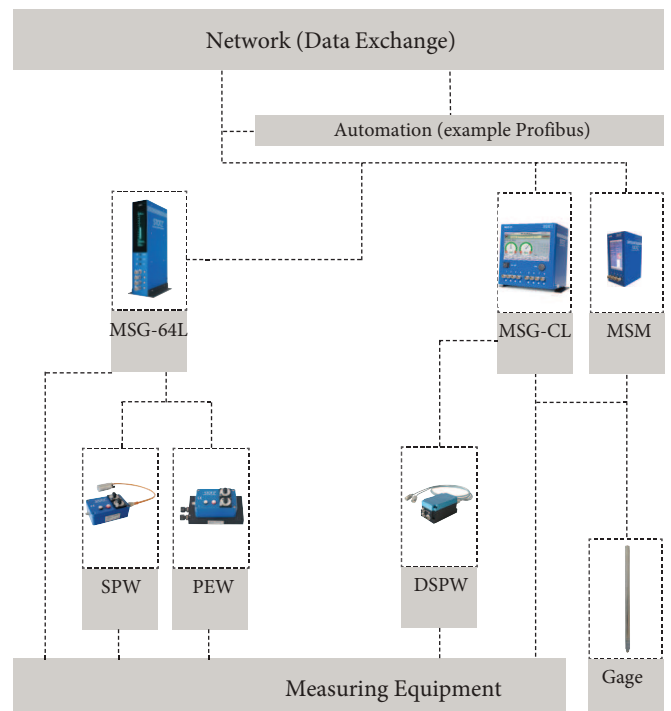 Network (Data Exchange)
Automation (example Profibus)
MSG-64L
MSG-CL
MSM
SPW
PEW
DSPW
Gage
Measuring Equipment